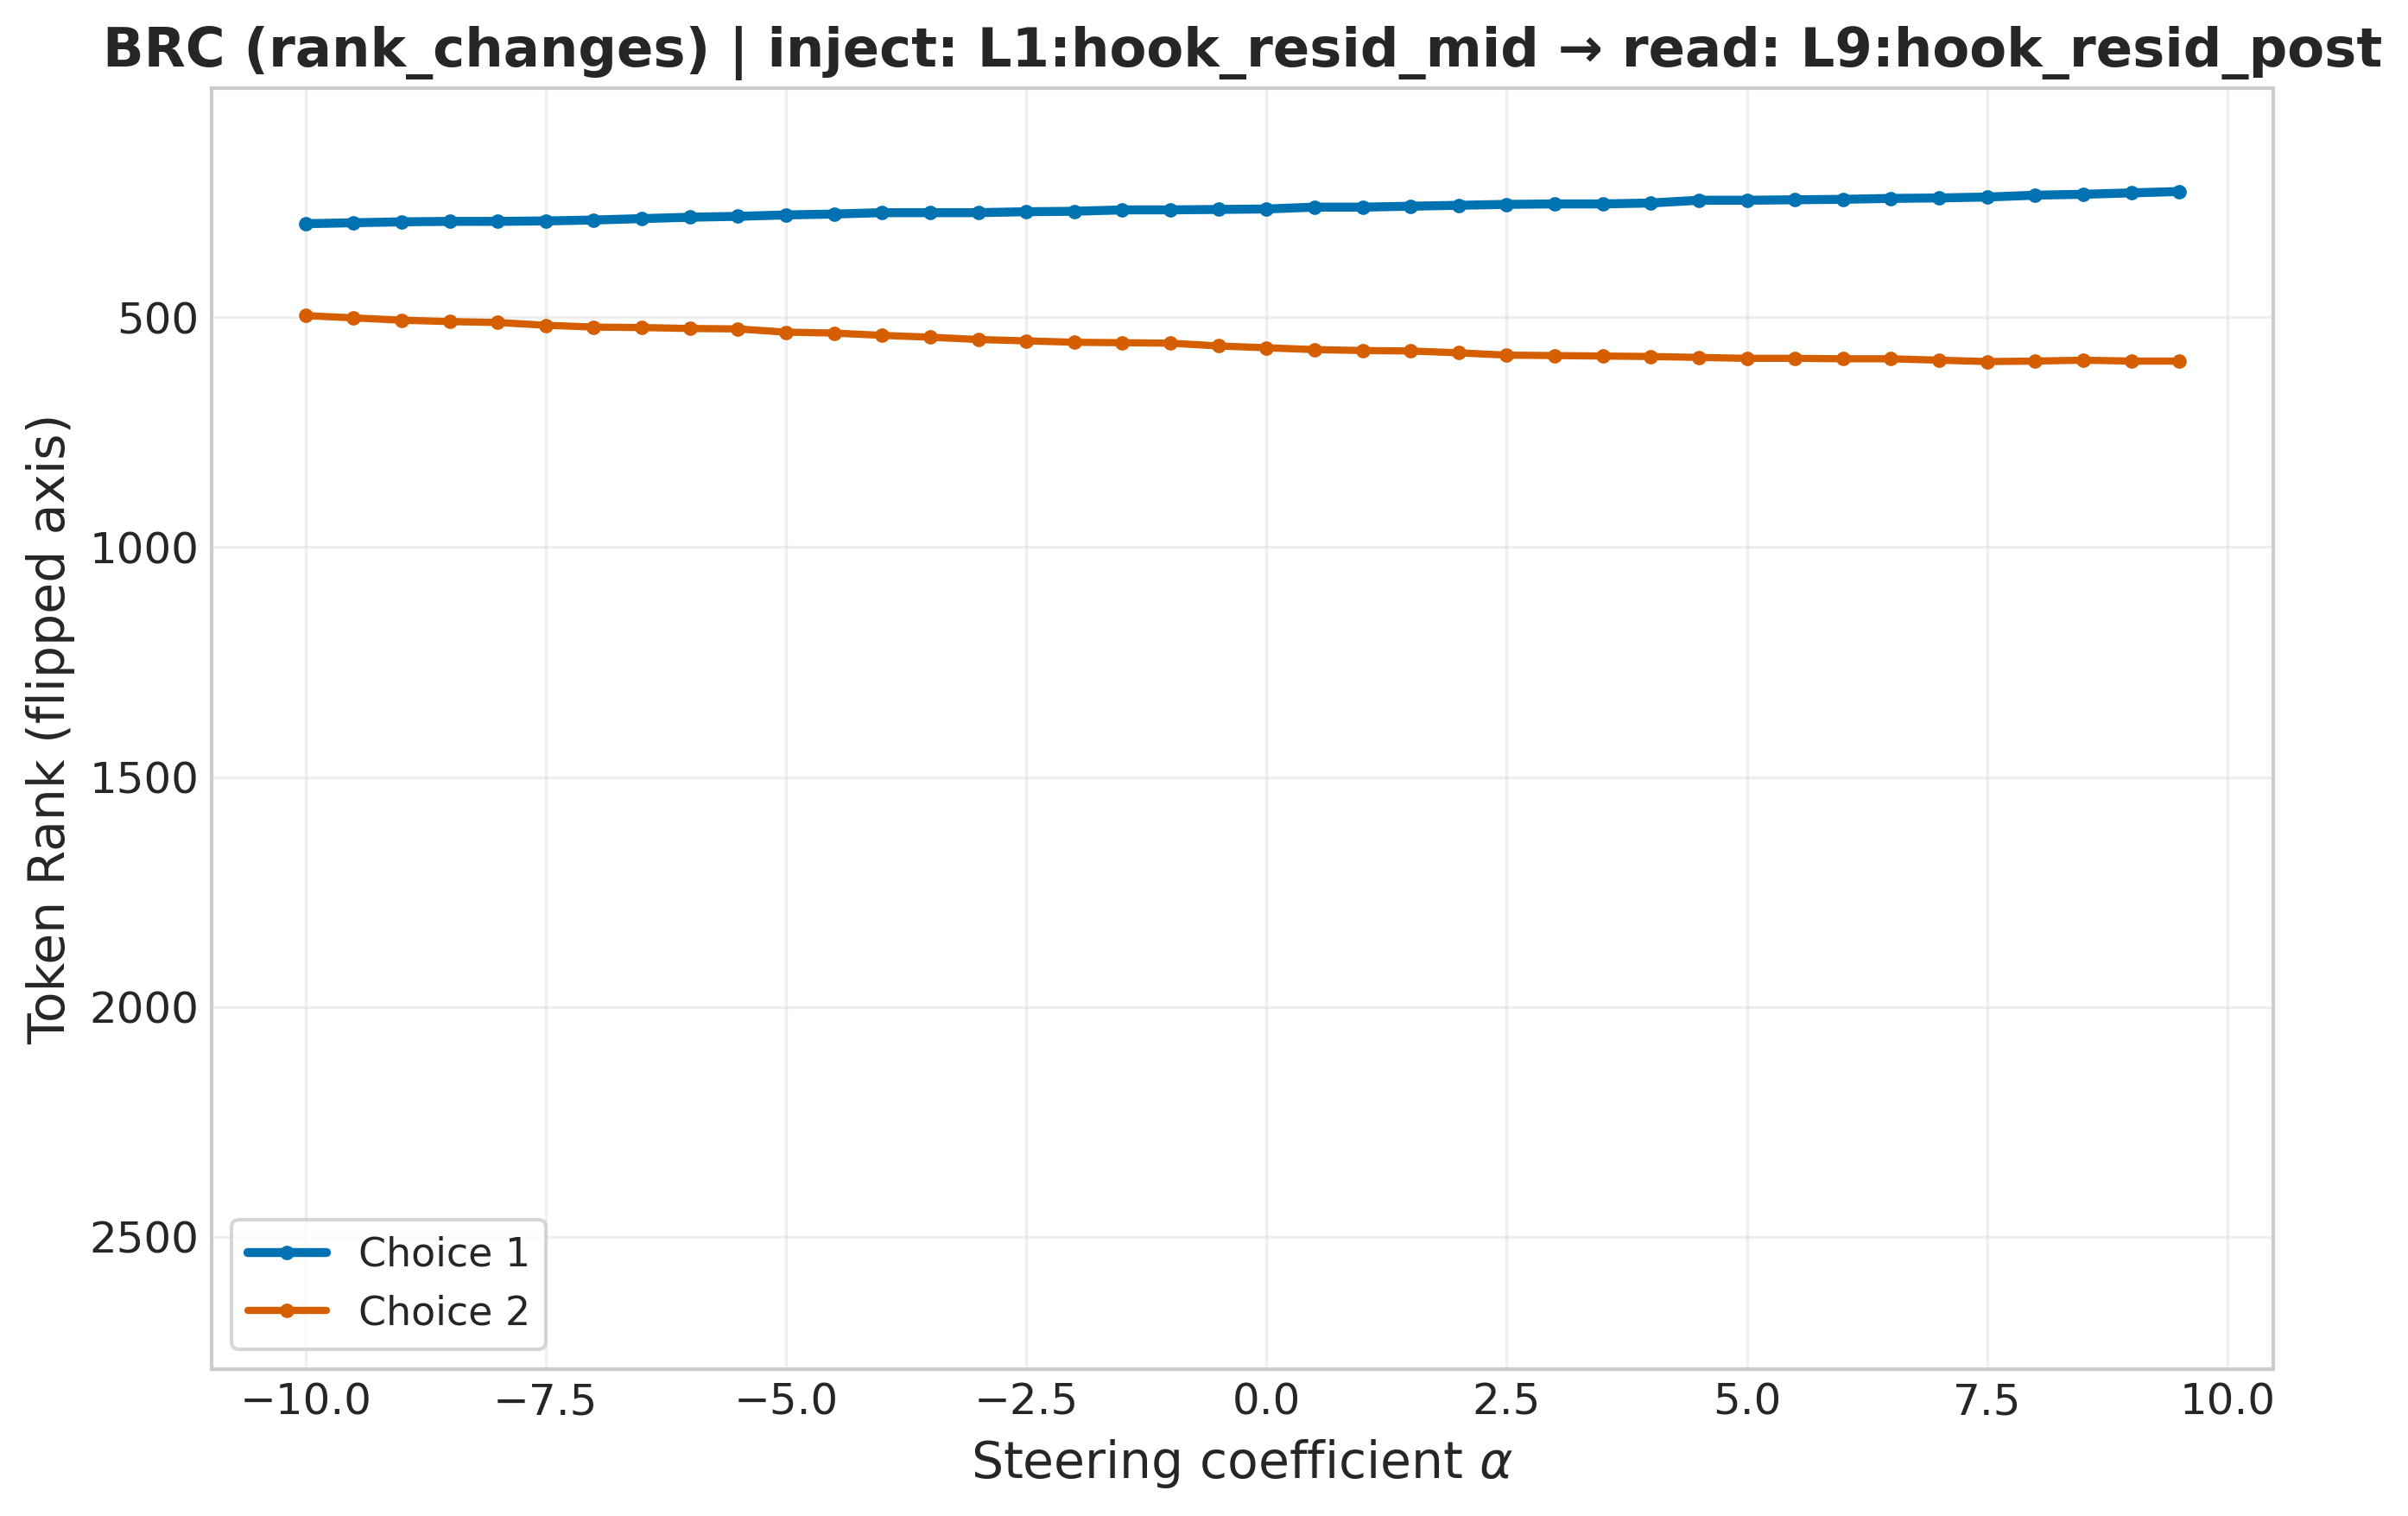 BRC (rank_changes) | inject: L1:hook_resid_mid → read: L9:hook_resid_post
Token Rank (flipped axis)
500
1000
1500
2000
2500
Choice 1
Choice 2
−10.0 −7.5 −5.0 −2.5 0.0 2.5 5.0 7.5 10.0
Steering coefficient α